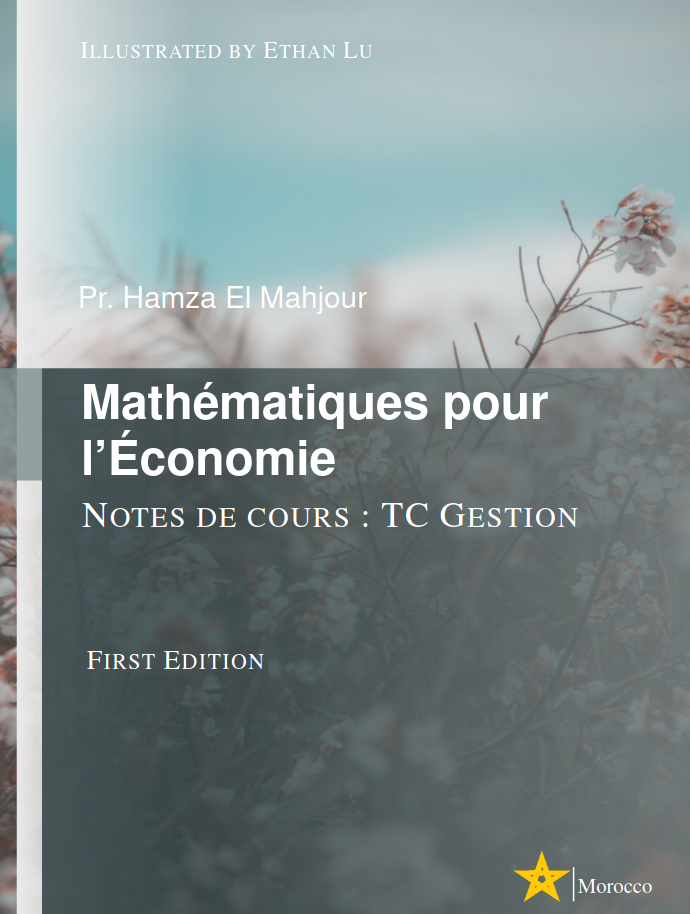 Illustrated by Ethan Lu
Pr. Hamza El Mahjour
Mathématiques pour
l’Économie
Notes de cours : TC Gestion
First Edition
Morocco